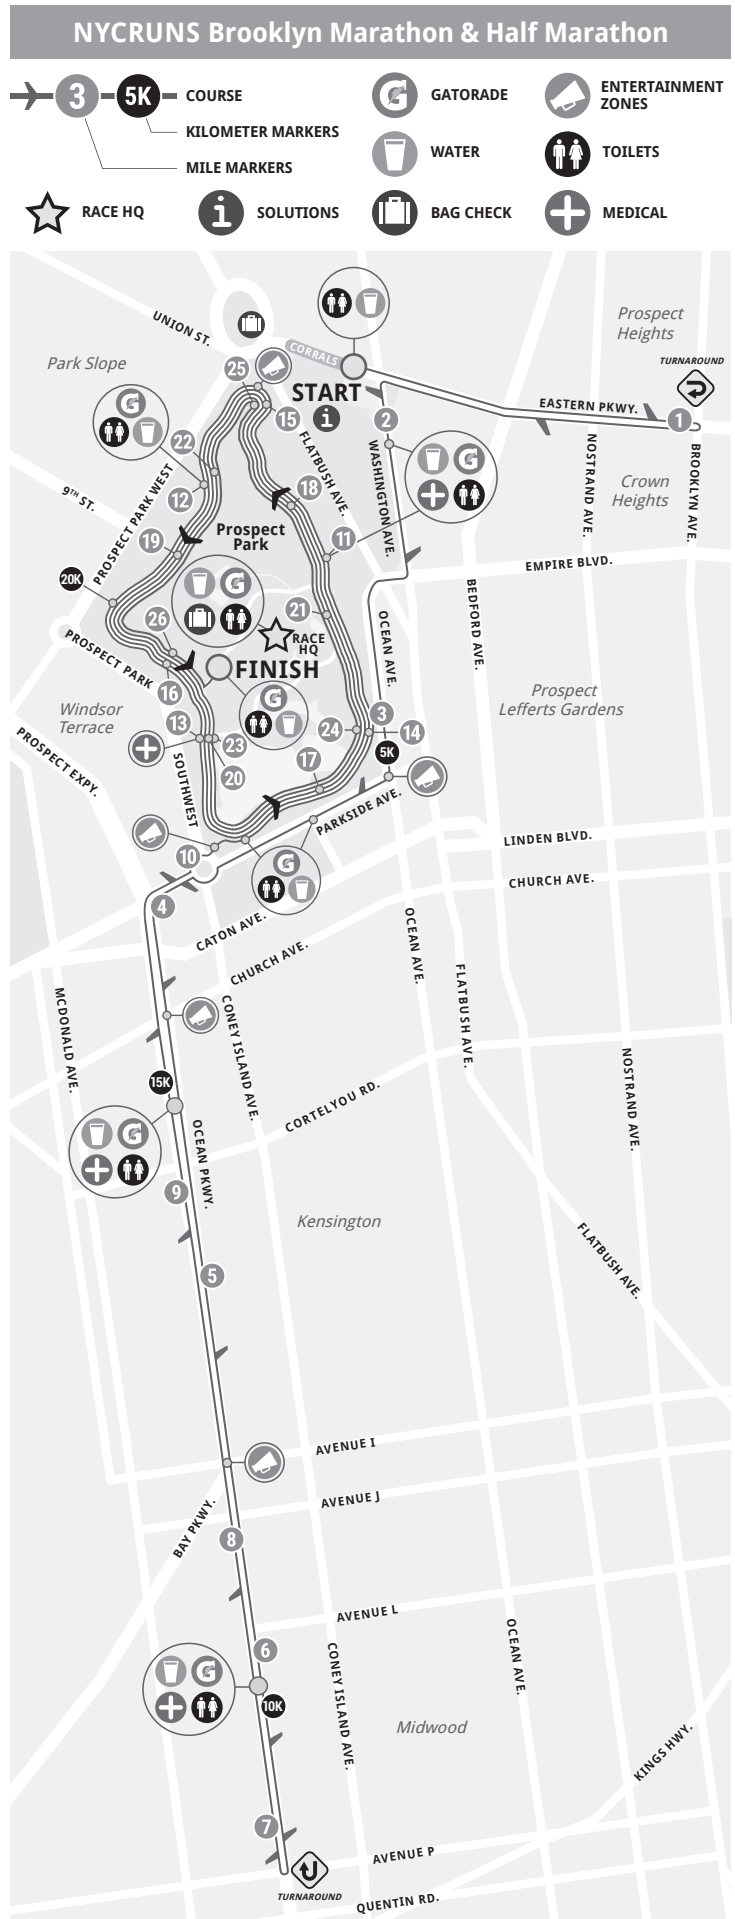 NYCRUNS Brooklyn Marathon & Half Marathon
3
5K
COURSE
KILOMETER MARKERS
MILE MARKERS
G
GATORADE
ENTERTAINMENT
ZONES
WATER
TOILETS
RACE HQ
i
SOLUTIONS
BAG CHECK
MEDICAL
UNION ST.
Prospect
Heights
Park Slope
CORRALS
TURNAROUND
25
START
i
EASTERN PKWY.
1
2
15
G
22
FLATBUSH AVE.
WASHINGTON AVE.
NOSTRAND AVE.
BROOKLYN AVE.
G
9TH ST.
PROSPECT PARK WEST
12
18
Crown
Heights
19
Prospect
Park
11
EMPIRE BLVD.
20K
G
BEDFORD AVE.
26
21
OCEAN AVE.
RACE
HQ
PROSPECT PARK
FINISH
16
G
Prospect
Lefferts Gardens
Windsor
Terrace
13
23
24
3
14
5K
PROSPECT EXPY.
SOUTHWEST
20
17
PARKSIDE AVE.
10
G
LINDEN BLVD.
CHURCH AVE.
4
CATON AVE.
CHURCH AVE.
OCEAN AVE.
FLATBUSH AVE.
MCDONALD AVE.
CONEY ISLAND AVE.
15K
CORTELYOU RD.
NOSTRAND AVE.
G
OCEAN PKWY.
9
Kensington
5
FLATBUSH AVE.
AVENUE I
AVENUE J
BAY PKWY.
8
AVENUE L
6
CONEY ISLAND AVE.
OCEAN AVE.
G
10K
Midwood
KINGS HWY.
7
AVENUE P
TURNAROUND
QUENTIN RD.